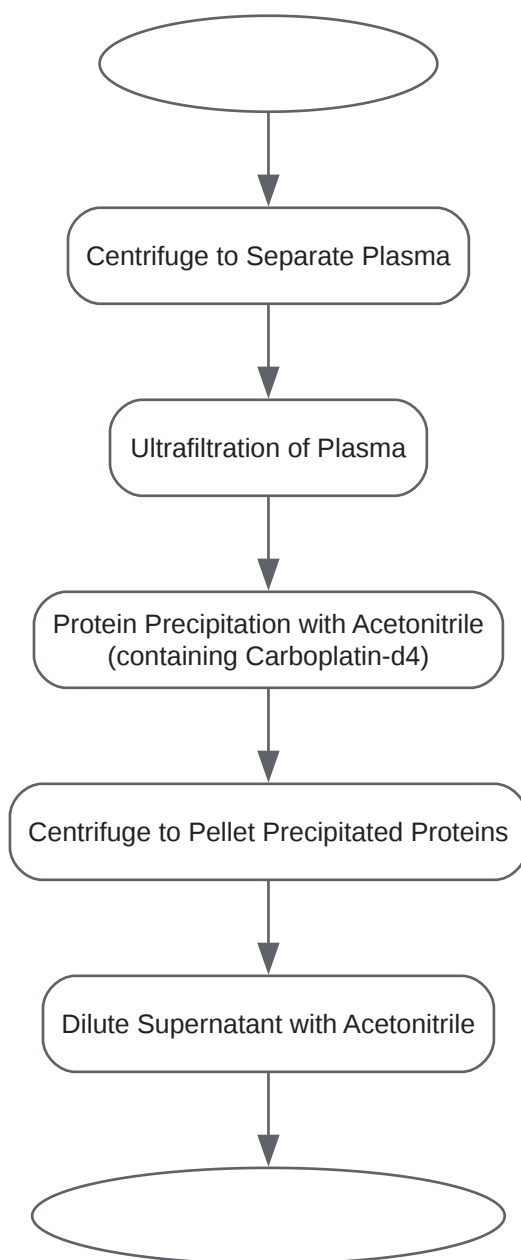 Centrifuge to Separate Plasma
Ultrafiltration of Plasma
Protein Precipitation with Acetonitrile
(containing Carboplatin-d4)
Centrifuge to Pellet Precipitated Proteins
Dilute Supernatant with Acetonitrile